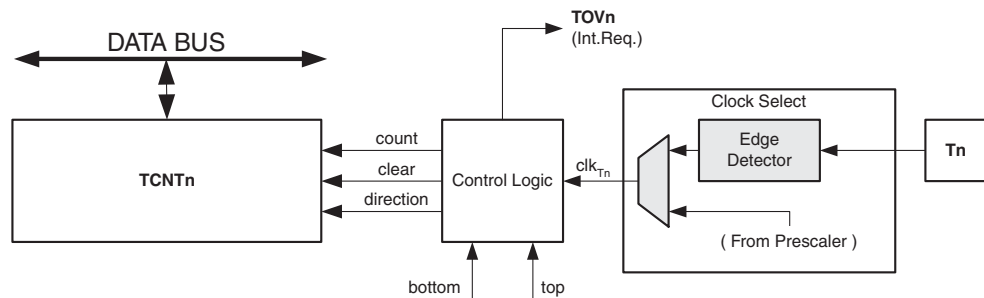 TOVn
(Int.Req.)
DATA BUS
Clock Select
TCNTn
count
clear
direction
Control Logic
clkTn
Edge
Detector
Tn
( From Prescaler )
bottom
top